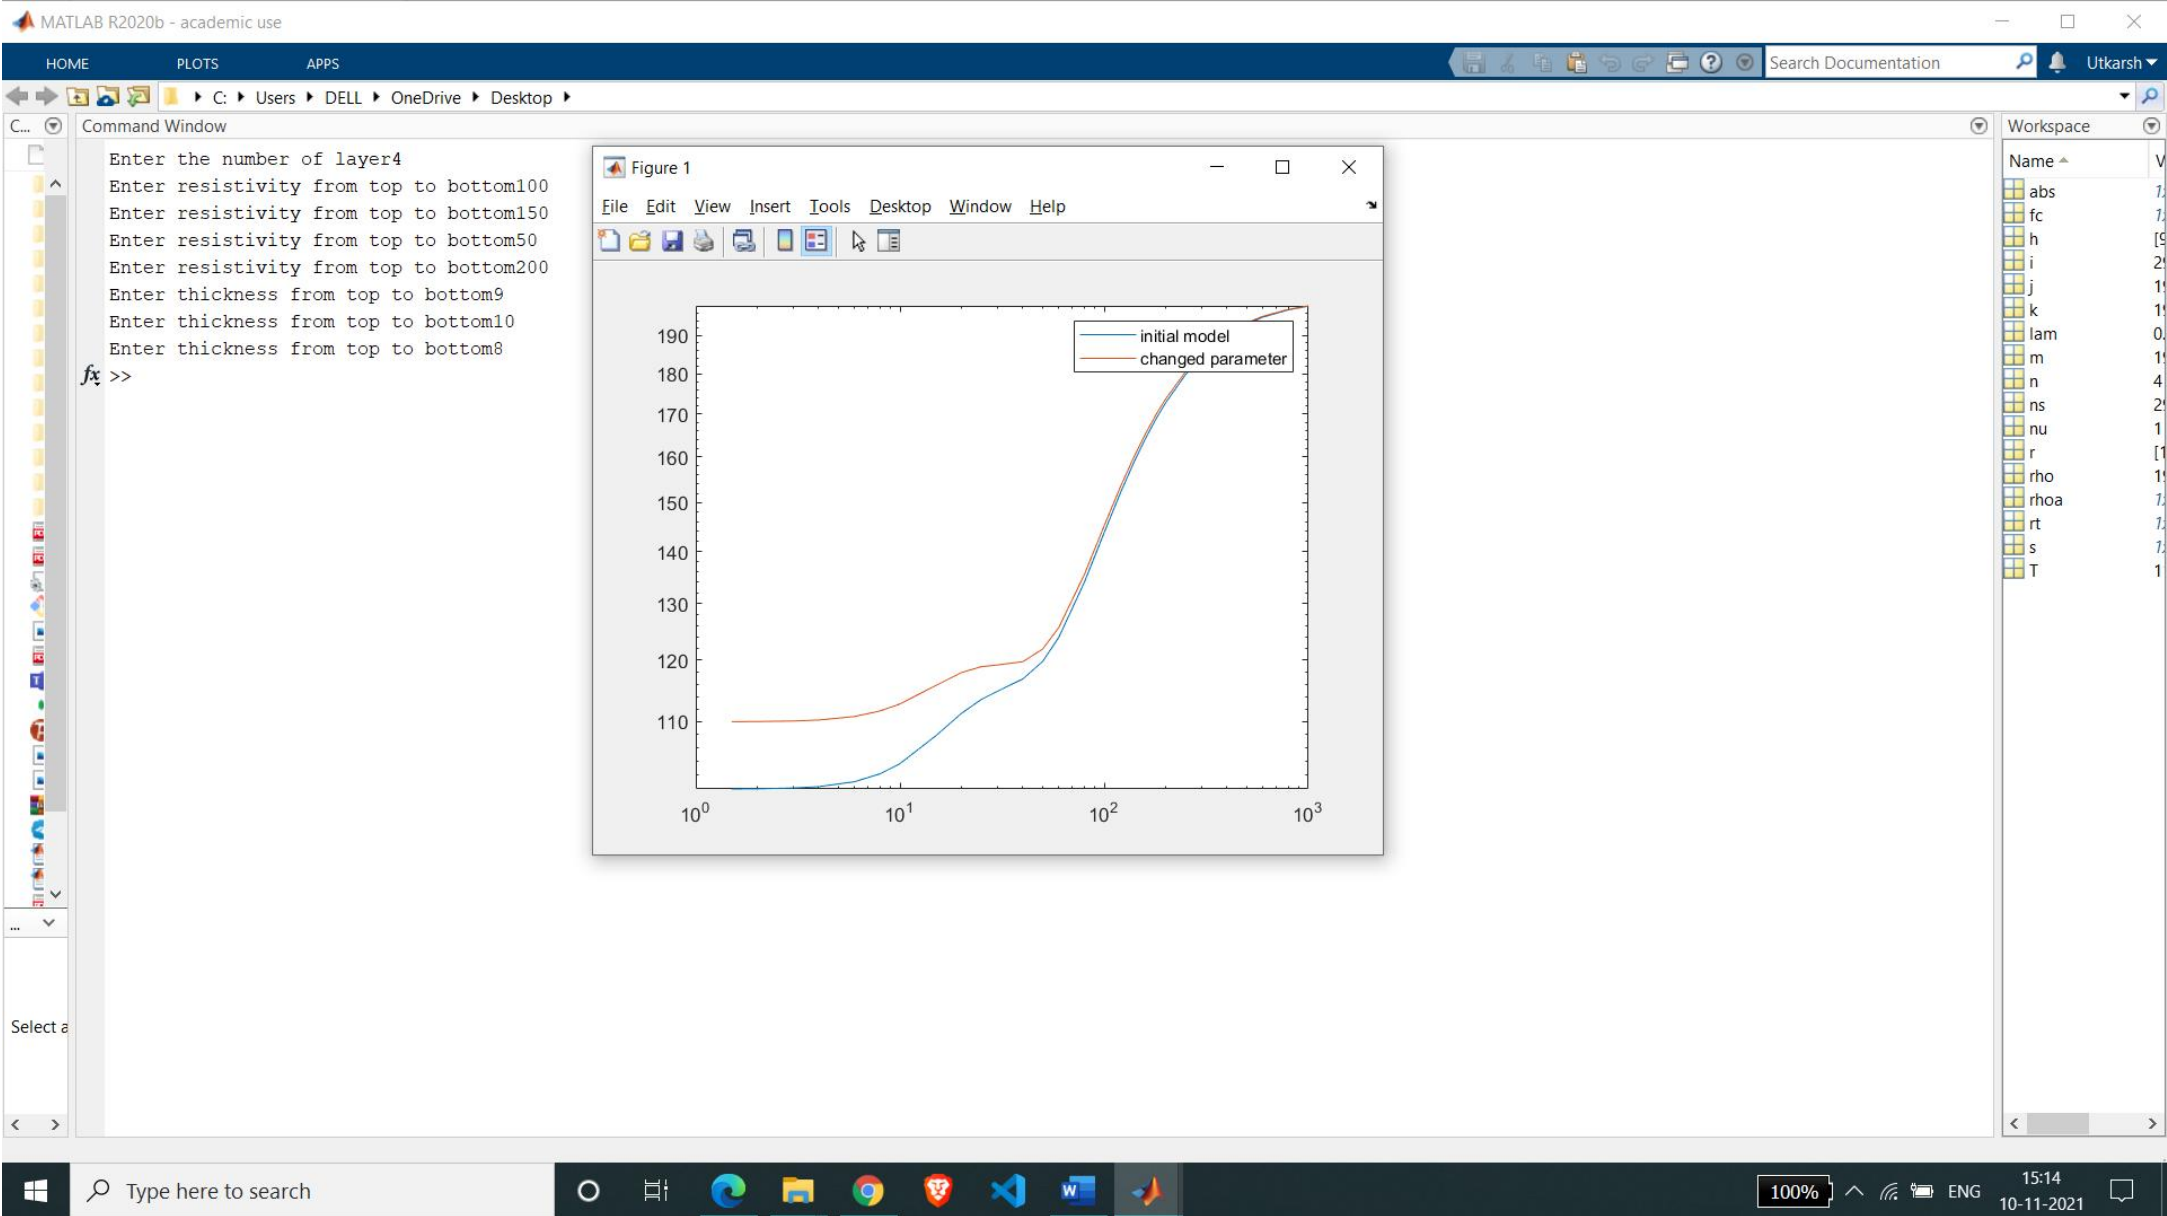 MATLAB R2020b - academic use
HOME PLOTS APPS
Search Documentation
Utkarsh
C: Users DELL OneDrive Desktop
C... Command Window
Workspace
Enter the number of layer4
Enter resistivity from top to bottom100
Enter resistivity from top to bottom150
Enter resistivity from top to bottom50
Enter resistivity from top to bottom200
Enter thickness from top to bottom9
Enter thickness from top to bottom10
Enter thickness from top to bottom8
fx >>
Figure 1
File Edit View Insert Tools Desktop Window Help
190
180
170
160
150
140
130
120
110
10^0 10^1 10^2 10^3
initial model
changed parameter
Name
abs
fc
h
i
j
k
lam
m
n 4
ns
nu 1
r
rho
rhoa
rt
s
T 1
...
Select a
Type here to search
100%
ENG
15:14
10-11-2021